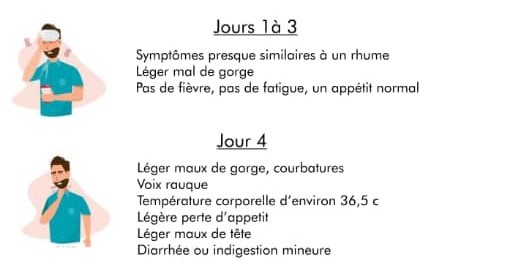 Jours 1à 3
Symptômes presque similaires à un rhume
Léger mal de gorge
Pas de fièvre, pas de fatigue, un appétit normal
Jour 4
Léger maux de gorge, courbatures
Voix rauque
Température corporelle d'environ 36,5 c
Légère perte d'appetit
Léger maux de tête
Diarrhée ou indigestion mineure